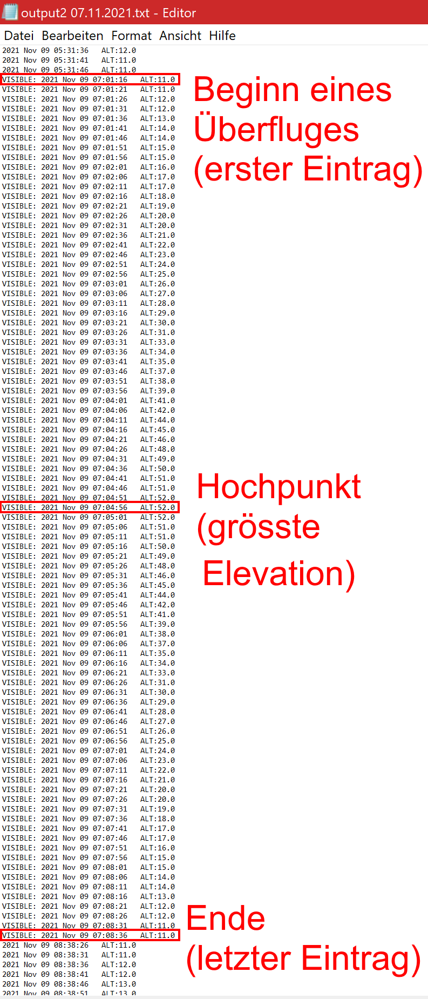 output2 07.11.2021.txt - Editor
Datei Bearbeiten Format Ansicht Hilfe
2021 Nov 09 05:31:36 ALT:12.0
2021 Nov 09 05:31:41 ALT:11.0
2021 Nov 09 05:31:46 ALT:11.0
VISIBLE: 2021 Nov 09 07:01:16 ALT:11.0
VISIBLE: 2021 Nov 09 07:01:21 ALT:11.0
VISIBLE: 2021 Nov 09 07:01:26 ALT:12.0
VISIBLE: 2021 Nov 09 07:01:31 ALT:12.0
VISIBLE: 2021 Nov 09 07:01:36 ALT:13.0
VISIBLE: 2021 Nov 09 07:01:41 ALT:14.0
VISIBLE: 2021 Nov 09 07:01:46 ALT:14.0
VISIBLE: 2021 Nov 09 07:01:51 ALT:15.0
VISIBLE: 2021 Nov 09 07:01:56 ALT:15.0
VISIBLE: 2021 Nov 09 07:02:01 ALT:16.0
VISIBLE: 2021 Nov 09 07:02:06 ALT:17.0
VISIBLE: 2021 Nov 09 07:02:11 ALT:17.0
VISIBLE: 2021 Nov 09 07:02:16 ALT:18.0
VISIBLE: 2021 Nov 09 07:02:21 ALT:19.0
VISIBLE: 2021 Nov 09 07:02:26 ALT:20.0
VISIBLE: 2021 Nov 09 07:02:31 ALT:20.0
VISIBLE: 2021 Nov 09 07:02:36 ALT:21.0
VISIBLE: 2021 Nov 09 07:02:41 ALT:22.0
VISIBLE: 2021 Nov 09 07:02:46 ALT:23.0
VISIBLE: 2021 Nov 09 07:02:51 ALT:24.0
VISIBLE: 2021 Nov 09 07:02:56 ALT:25.0
VISIBLE: 2021 Nov 09 07:03:01 ALT:26.0
VISIBLE: 2021 Nov 09 07:03:06 ALT:27.0
VISIBLE: 2021 Nov 09 07:03:11 ALT:28.0
VISIBLE: 2021 Nov 09 07:03:16 ALT:29.0
VISIBLE: 2021 Nov 09 07:03:21 ALT:30.0
VISIBLE: 2021 Nov 09 07:03:26 ALT:31.0
VISIBLE: 2021 Nov 09 07:03:31 ALT:33.0
VISIBLE: 2021 Nov 09 07:03:36 ALT:34.0
VISIBLE: 2021 Nov 09 07:03:41 ALT:35.0
VISIBLE: 2021 Nov 09 07:03:46 ALT:37.0
VISIBLE: 2021 Nov 09 07:03:51 ALT:38.0
VISIBLE: 2021 Nov 09 07:03:56 ALT:39.0
VISIBLE: 2021 Nov 09 07:04:01 ALT:41.0
VISIBLE: 2021 Nov 09 07:04:06 ALT:42.0
VISIBLE: 2021 Nov 09 07:04:11 ALT:44.0
VISIBLE: 2021 Nov 09 07:04:16 ALT:45.0
VISIBLE: 2021 Nov 09 07:04:21 ALT:46.0
VISIBLE: 2021 Nov 09 07:04:26 ALT:48.0
VISIBLE: 2021 Nov 09 07:04:31 ALT:49.0
VISIBLE: 2021 Nov 09 07:04:36 ALT:50.0
VISIBLE: 2021 Nov 09 07:04:41 ALT:51.0
VISIBLE: 2021 Nov 09 07:04:46 ALT:51.0
VISIBLE: 2021 Nov 09 07:04:51 ALT:52.0
VISIBLE: 2021 Nov 09 07:04:56 ALT:52.0
VISIBLE: 2021 Nov 09 07:05:01 ALT:52.0
VISIBLE: 2021 Nov 09 07:05:06 ALT:51.0
VISIBLE: 2021 Nov 09 07:05:11 ALT:51.0
VISIBLE: 2021 Nov 09 07:05:16 ALT:50.0
VISIBLE: 2021 Nov 09 07:05:21 ALT:49.0
VISIBLE: 2021 Nov 09 07:05:26 ALT:48.0
VISIBLE: 2021 Nov 09 07:05:31 ALT:46.0
VISIBLE: 2021 Nov 09 07:05:36 ALT:45.0
VISIBLE: 2021 Nov 09 07:05:41 ALT:44.0
VISIBLE: 2021 Nov 09 07:05:46 ALT:42.0
VISIBLE: 2021 Nov 09 07:05:51 ALT:41.0
VISIBLE: 2021 Nov 09 07:05:56 ALT:39.0
VISIBLE: 2021 Nov 09 07:06:01 ALT:38.0
VISIBLE: 2021 Nov 09 07:06:06 ALT:37.0
VISIBLE: 2021 Nov 09 07:06:11 ALT:35.0
VISIBLE: 2021 Nov 09 07:06:16 ALT:34.0
VISIBLE: 2021 Nov 09 07:06:21 ALT:33.0
VISIBLE: 2021 Nov 09 07:06:26 ALT:31.0
VISIBLE: 2021 Nov 09 07:06:31 ALT:30.0
VISIBLE: 2021 Nov 09 07:06:36 ALT:29.0
VISIBLE: 2021 Nov 09 07:06:41 ALT:28.0
VISIBLE: 2021 Nov 09 07:06:46 ALT:27.0
VISIBLE: 2021 Nov 09 07:06:51 ALT:26.0
VISIBLE: 2021 Nov 09 07:06:56 ALT:25.0
VISIBLE: 2021 Nov 09 07:07:01 ALT:24.0
VISIBLE: 2021 Nov 09 07:07:06 ALT:23.0
VISIBLE: 2021 Nov 09 07:07:11 ALT:22.0
VISIBLE: 2021 Nov 09 07:07:16 ALT:21.0
VISIBLE: 2021 Nov 09 07:07:21 ALT:20.0
VISIBLE: 2021 Nov 09 07:07:26 ALT:20.0
VISIBLE: 2021 Nov 09 07:07:31 ALT:19.0
VISIBLE: 2021 Nov 09 07:07:36 ALT:18.0
VISIBLE: 2021 Nov 09 07:07:41 ALT:17.0
VISIBLE: 2021 Nov 09 07:07:46 ALT:17.0
VISIBLE: 2021 Nov 09 07:07:51 ALT:16.0
VISIBLE: 2021 Nov 09 07:07:56 ALT:15.0
VISIBLE: 2021 Nov 09 07:08:01 ALT:15.0
VISIBLE: 2021 Nov 09 07:08:06 ALT:14.0
VISIBLE: 2021 Nov 09 07:08:11 ALT:14.0
VISIBLE: 2021 Nov 09 07:08:16 ALT:13.0
VISIBLE: 2021 Nov 09 07:08:21 ALT:12.0
VISIBLE: 2021 Nov 09 07:08:26 ALT:12.0
VISIBLE: 2021 Nov 09 07:08:31 ALT:11.0
VISIBLE: 2021 Nov 09 07:08:36 ALT:11.0
2021 Nov 09 08:38:26 ALT:11.0
2021 Nov 09 08:38:31 ALT:11.0
2021 Nov 09 08:38:36 ALT:12.0
2021 Nov 09 08:38:41 ALT:12.0
2021 Nov 09 08:38:46 ALT:13.0
2021 Nov 09 08:38:51 ALT:13.0
Beginn eines
Überfluges
(erster Eintrag)
Hochpunkt
(grösste
Elevation)
Ende
(letzter Eintrag)